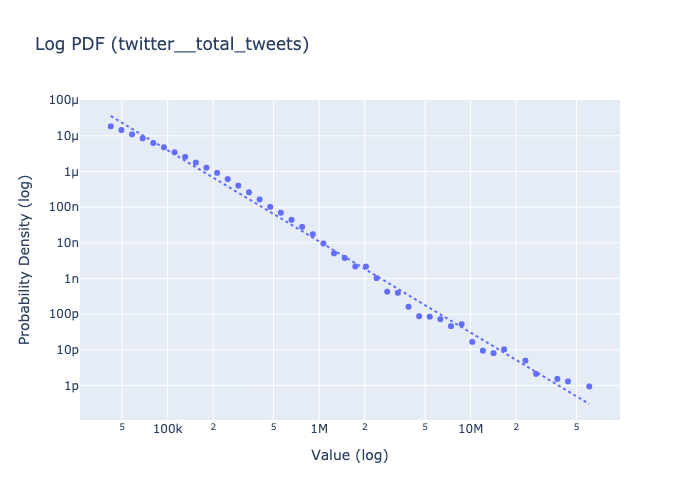 Log PDF (twitter__total_tweets)
100μ
10μ
1μ
100n
10n
1n
100p
10p
1p
Probability Density (log)
5 100k 2 5 1M 2 5 10M 2 5
Value (log)